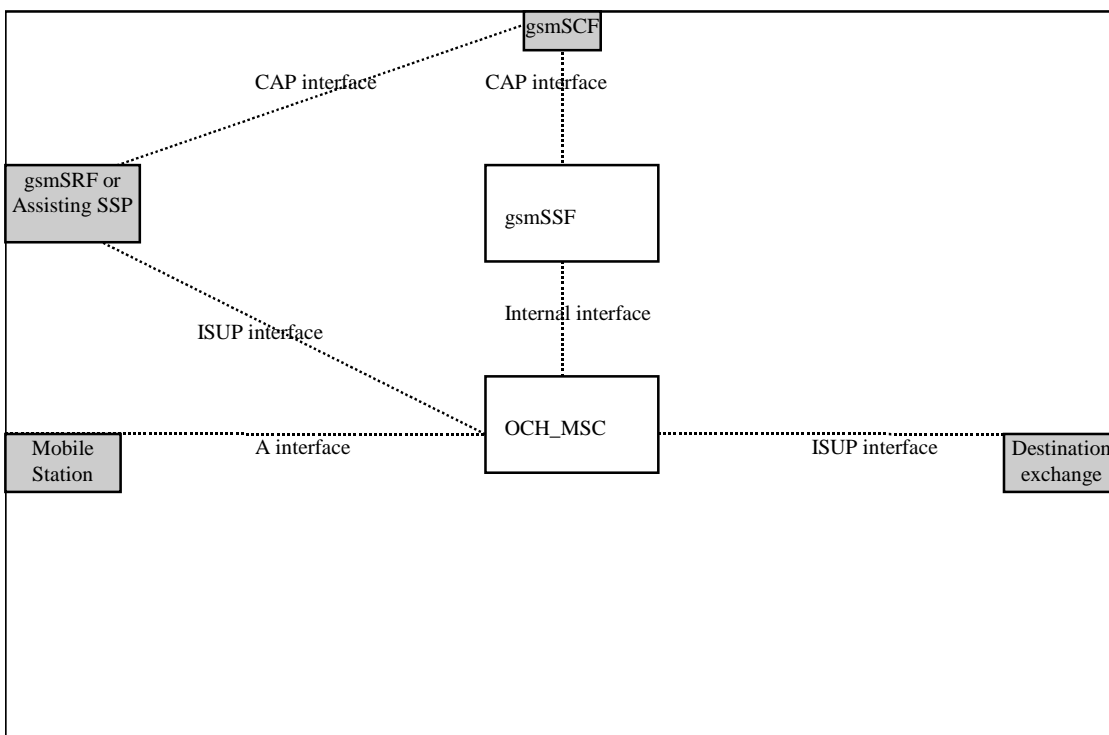 gsmSCF
CAP interface
CAP interface
gsmSRF or
Assisting SSP
gsmSSF
ISUP interface
Internal interface
OCH_MSC
Mobile
Station
A interface
ISUP interface
Destination
exchange